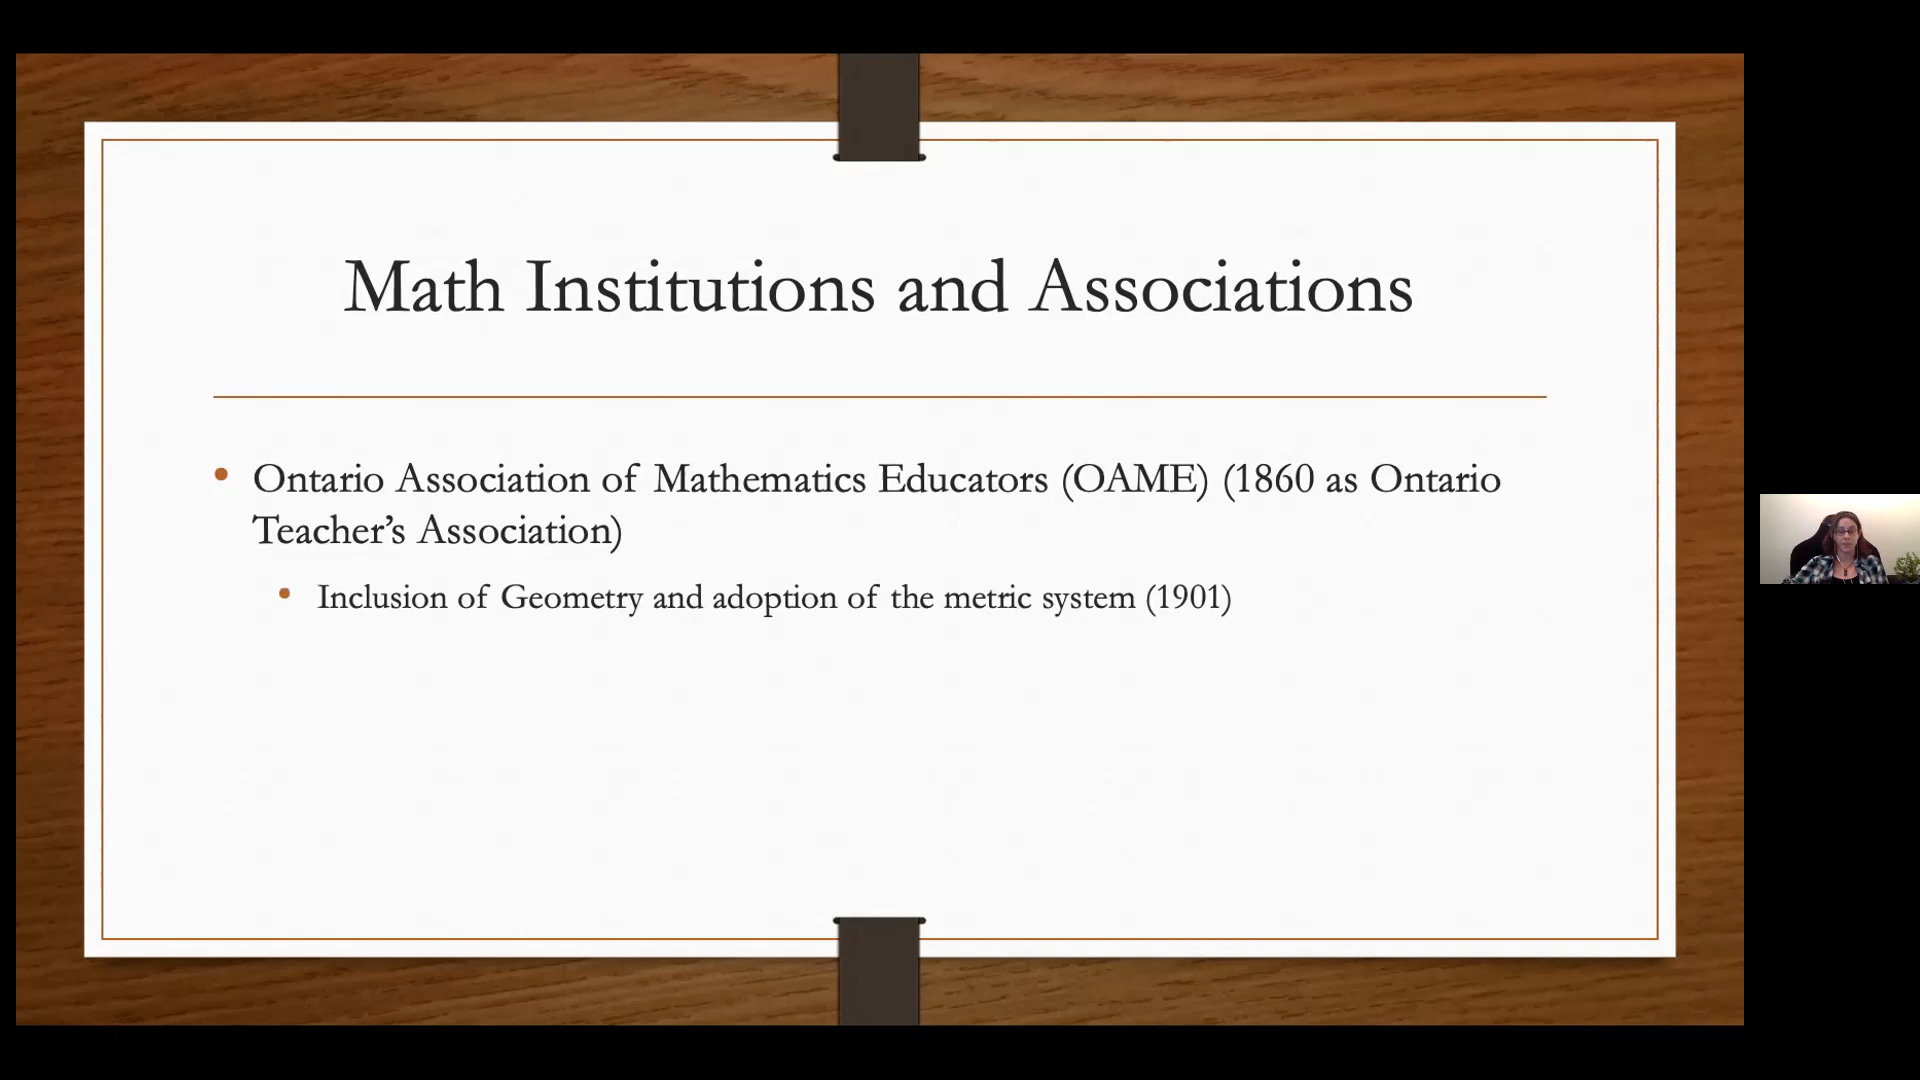 Math Institutions and Associations
• Ontario Association of Mathematics Educators (OAME) (1860 as Ontario
Teacher’s Association)
• Inclusion of Geometry and adoption of the metric system (1901)